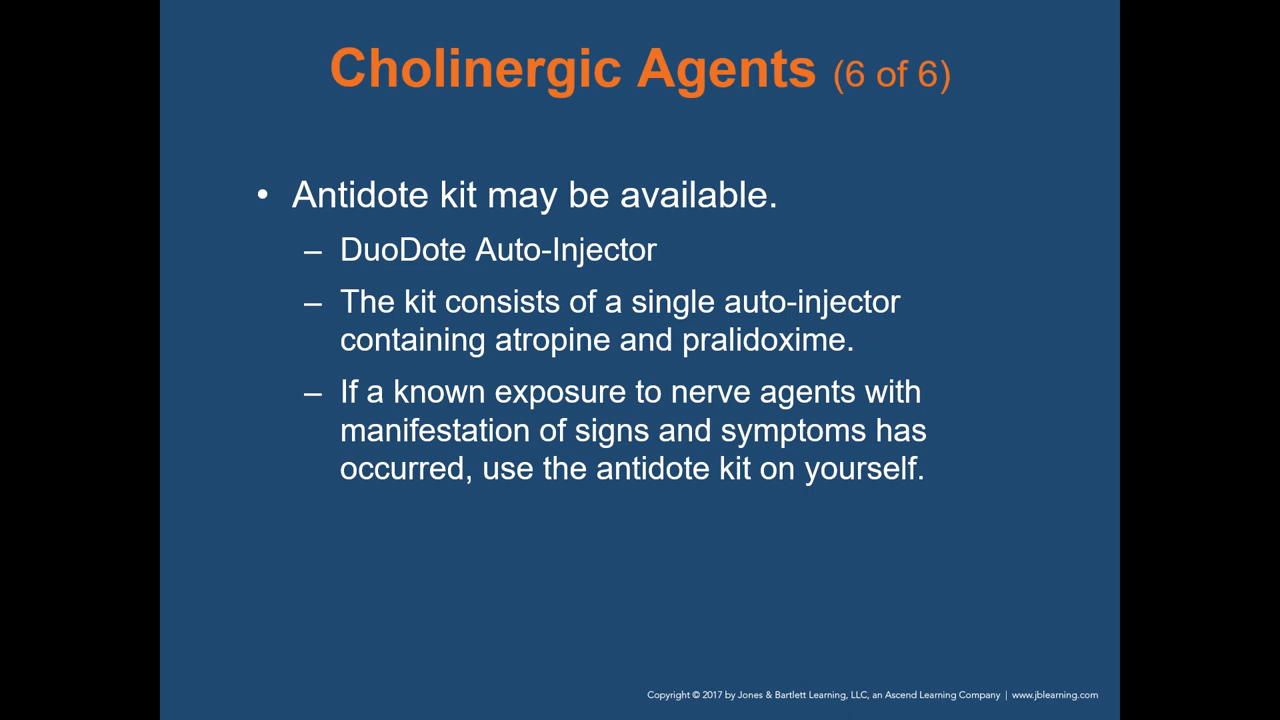 Cholinergic Agents (6 of 6)
• Antidote kit may be available.
– DuoDote Auto-Injector
– The kit consists of a single auto-injector
containing atropine and pralidoxime.
– If a known exposure to nerve agents with
manifestation of signs and symptoms has
occurred, use the antidote kit on yourself.
Copyright © 2017 by Jones & Bartlett Learning, LLC, an Ascend Learning Company | www.jblearning.com